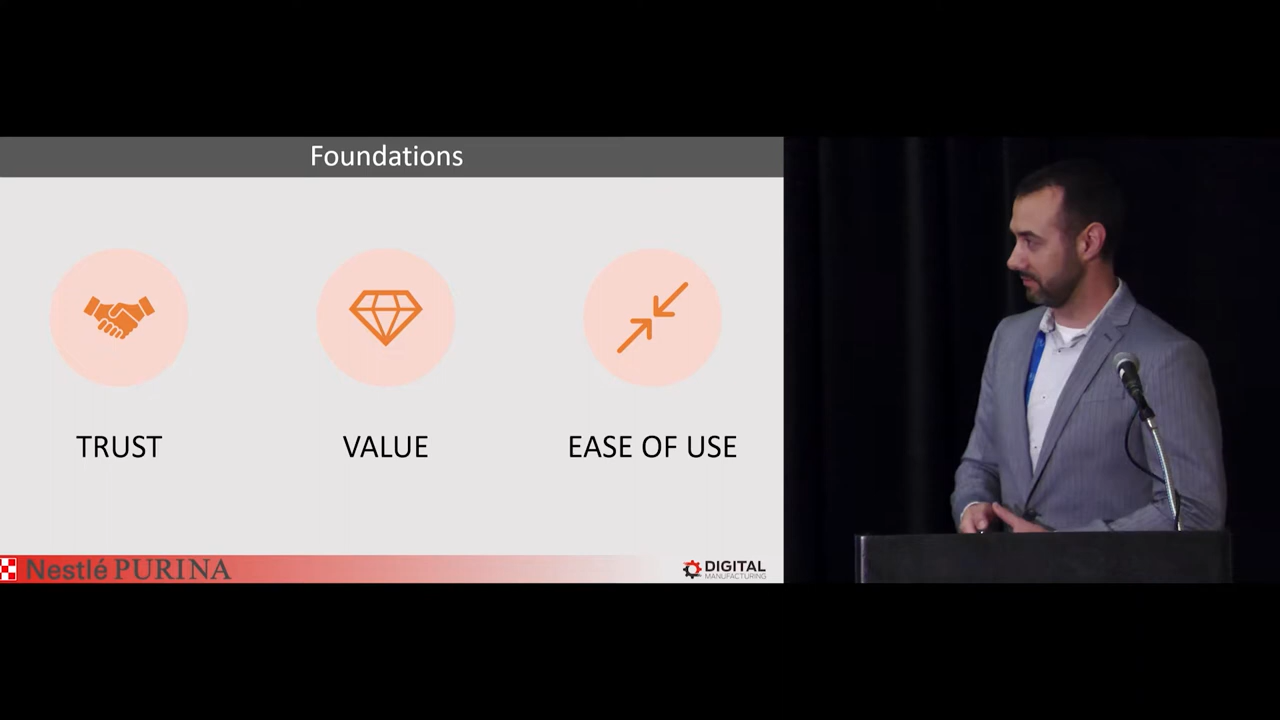 Foundations
TRUST
VALUE
EASE OF USE
Nestlé PURINA
DIGITAL
MANUFACTURING